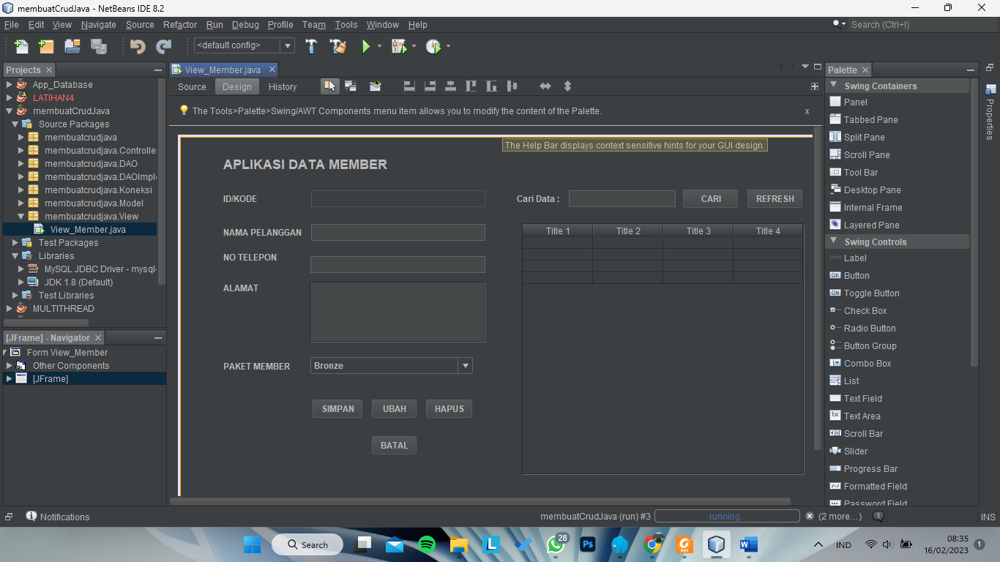 membuatCrudJava - NetBeans IDE 8.2
File Edit View Navigate Source Refactor Run Debug Profile Team Tools Window Help
Search (Ctrl+I)
<default config>
Projects
App_Database
LATIHAN4
membuatCrudJava
Source Packages
membuatcrudjava
membuatcrudjava.Controlle
membuatcrudjava.DAO
membuatcrudjava.DAOImpl
membuatcrudjava.Koneksi
membuatcrudjava.Model
membuatcrudjava.View
View_Member.java
Test Packages
Libraries
MySQL JDBC Driver - mysql-
JDK 1.8 (Default)
Test Libraries
MULTITHREAD
[JFrame] - Navigator
Form View_Member
Other Components
[JFrame]
View_Member.java
Source Design History
The Tools>Palette>Swing/AWT Components menu item allows you to modify the content of the Palette.
x
The Help Bar displays context sensitive hints for your GUI design.
APLIKASI DATA MEMBER
ID/KODE
NAMA PELANGGAN
NO TELEPON
ALAMAT
PAKET MEMBER
Bronze
SIMPAN UBAH HAPUS
BATAL
Cari Data :
CARI REFRESH
Title 1 Title 2 Title 3 Title 4
Palette
Swing Containers
Panel
Tabbed Pane
Split Pane
Scroll Pane
Tool Bar
Desktop Pane
Internal Frame
Layered Pane
Swing Controls
label Label
OK Button
ON Toggle Button
Check Box
Radio Button
Button Group
Combo Box
List
Text Field
Text Area
Scroll Bar
Slider
Progress Bar
Formatted Field
Password Field
Properties
Notifications
membuatCrudJava (run) #3
running...
(2 more...)
1
INS
Search
L
28
Ps
PDF
W
IND
08:35
16/02/2023
1